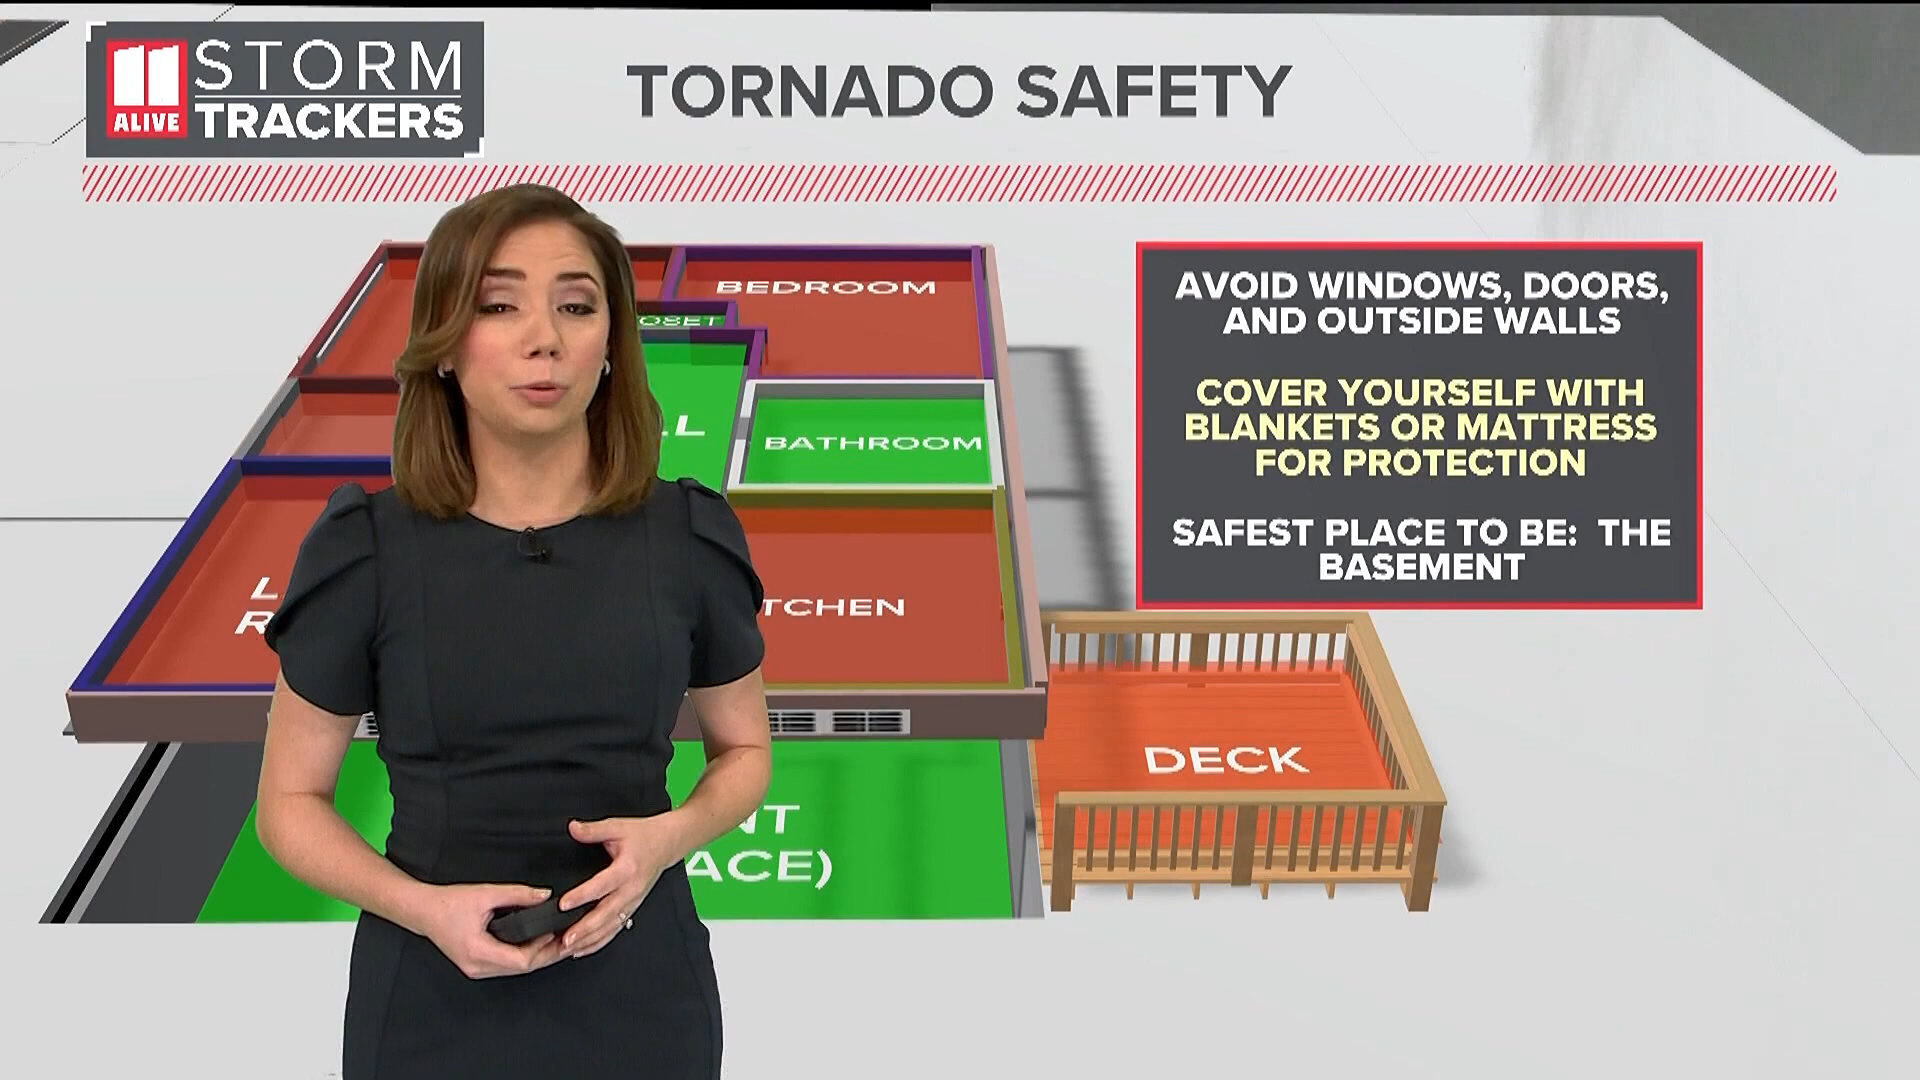 11
ALIVE
STORM
TRACKERS
TORNADO SAFETY
BEDROOM
BATHROOM
AVOID WINDOWS, DOORS,
AND OUTSIDE WALLS
COVER YOURSELF WITH
BLANKETS OR MATTRESS
FOR PROTECTION
SAFEST PLACE TO BE: THE
BASEMENT
DECK